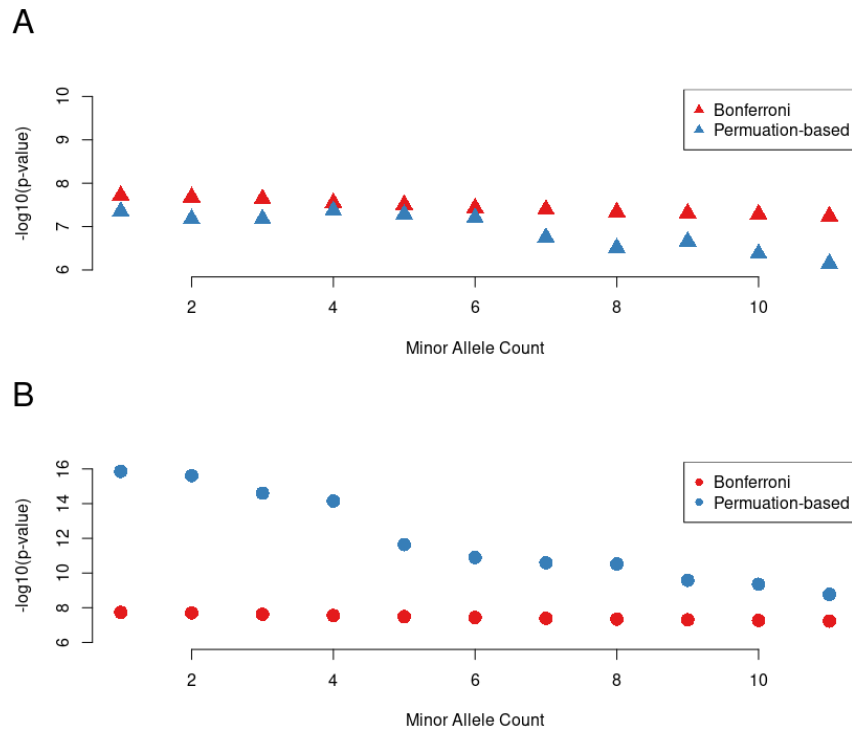 A
-log10(p-value)
10
9
8
7
6
Bonferroni
Permuation-based
2 4 6 8 10
Minor Allele Count
B
-log10(p-value)
16
14
12
10
8
6
Bonferroni
Permuation-based
2 4 6 8 10
Minor Allele Count